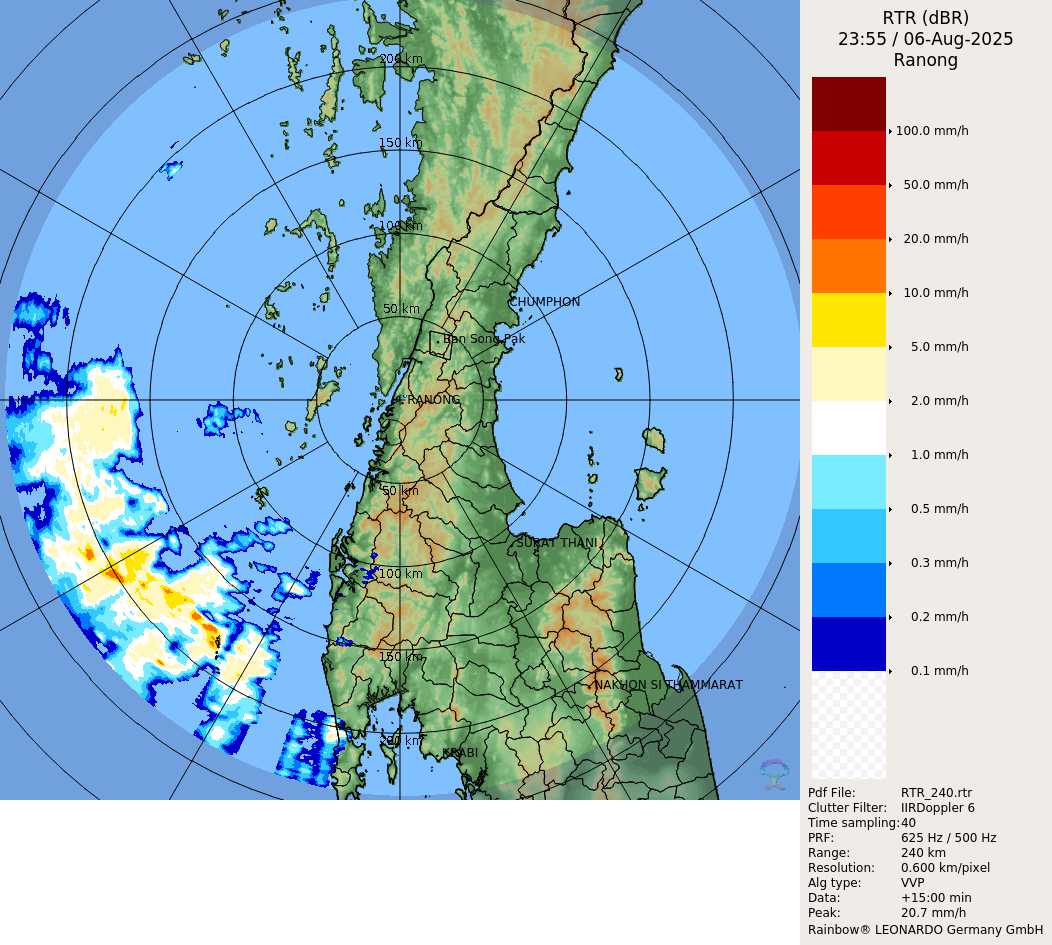 200 km
150 km
100 km
50 km
CHUMPHON
Ban Song Pak
RANONG
50 km
SURAT THANI
100 km
150 km
NAKHON SI THAMMARAT
200 km
KRABI
RTR (dBR)
23:55 / 06-Aug-2025
Ranong
100.0 mm/h
50.0 mm/h
20.0 mm/h
10.0 mm/h
5.0 mm/h
2.0 mm/h
1.0 mm/h
0.5 mm/h
0.3 mm/h
0.2 mm/h
0.1 mm/h
Pdf File: RTR_240.rtr
Clutter Filter: IIRDoppler 6
Time sampling:40
PRF: 625 Hz / 500 Hz
Range: 240 km
Resolution: 0.600 km/pixel
Alg type: VVP
Data: +15:00 min
Peak: 20.7 mm/h
Rainbow® LEONARDO Germany GmbH